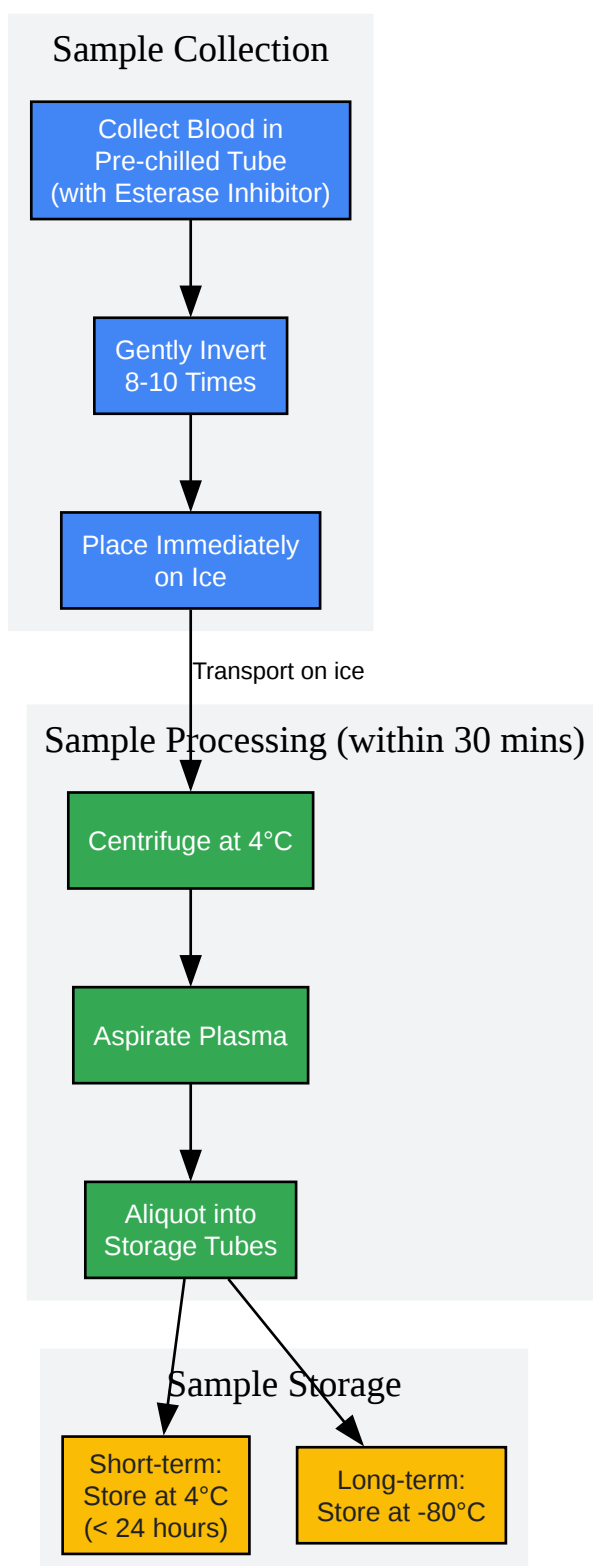 Sample Collection
Collect Blood in
Pre-chilled Tube
(with Esterase Inhibitor)
Gently Invert
8-10 Times
Place Immediately
on Ice
Transport on ice
Sample Processing (within 30 mins)
Centrifuge at 4°C
Aspirate Plasma
Aliquot into
Storage Tubes
Sample Storage
Short-term:
Store at 4°C
(< 24 hours)
Long-term:
Store at -80°C